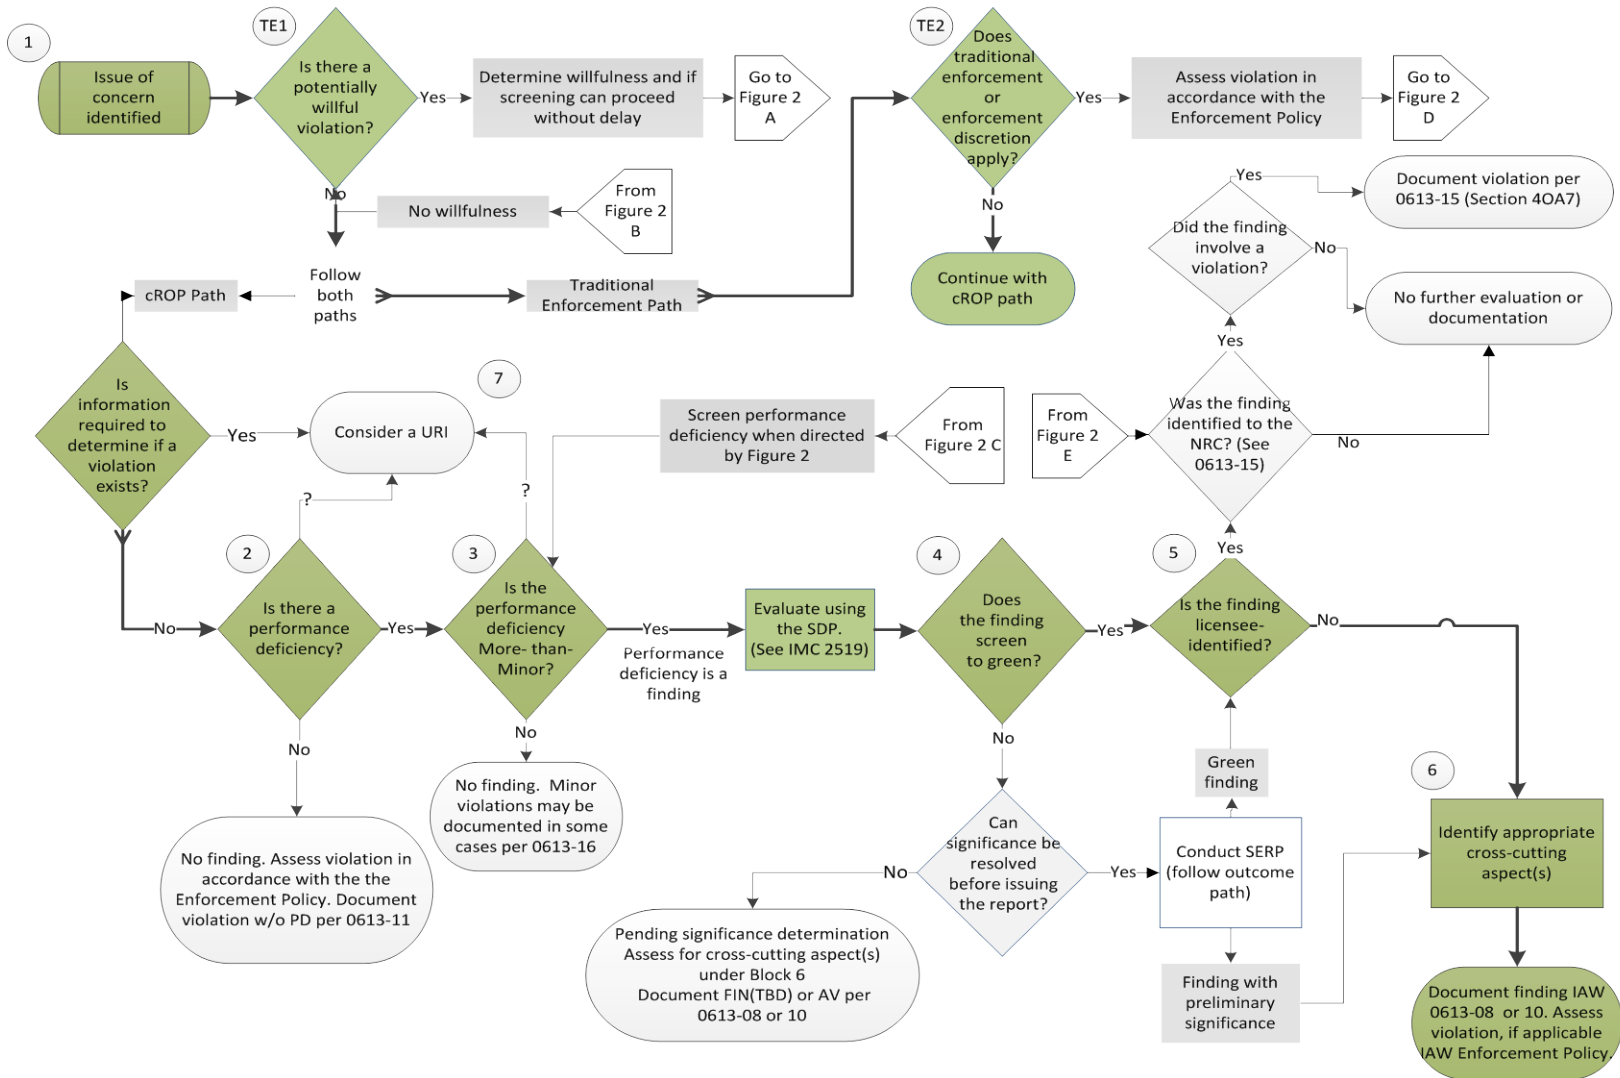 1
Issue of
concern
identified
TE1
Is there a
potentially
willful
violation?
Yes
Determine willfulness and if
screening can proceed
without delay
Go to
Figure 2
A
No
No willfulness
From
Figure 2
B
TE2
Does
traditional
enforcement
or
enforcement
discretion
apply?
Yes
Assess violation in
accordance with the
Enforcement Policy
Go to
Figure 2
D
No
Continue with
cROP path
cROP Path
Follow
both
paths
Traditional
Enforcement Path
Yes
Document violation per
0613-15 (Section 4OA7)
Did the finding
involve a
violation?
No
No further evaluation or
documentation
Yes
Is
information
required to
determine if a
violation
exists?
Yes
7
Consider a URI
?
?
Screen performance
deficiency when directed
by Figure 2
From
Figure 2 C
From
Figure 2
E
Was the finding
identified to the
NRC? (See
0613-15)
No
Yes
No
2
Is there a
performance
deficiency?
Yes
3
Is the
performance
deficiency
More- than-
Minor?
Yes
Performance
deficiency is a
finding
Evaluate using
the SDP.
(See IMC 2519)
4
Does
the finding
screen
to green?
Yes
5
Is the finding
licensee-
identified?
No
No
No finding. Assess violation in
accordance with the the
Enforcement Policy. Document
violation w/o PD per 0613-11
No
No finding.  Minor
violations may be
documented in some
cases per 0613-16
No
Can
significance be
resolved
before issuing
the report?
No
Pending significance determination
Assess for cross-cutting aspect(s)
under Block 6
Document FIN(TBD) or AV per
0613-08 or 10
Yes
Green
finding
Conduct SERP
(follow outcome
path)
Finding with
preliminary
significance
6
Identify appropriate
cross-cutting
aspect(s)
Document finding IAW
0613-08  or 10. Assess
violation, if applicable
IAW Enforcement Policy.